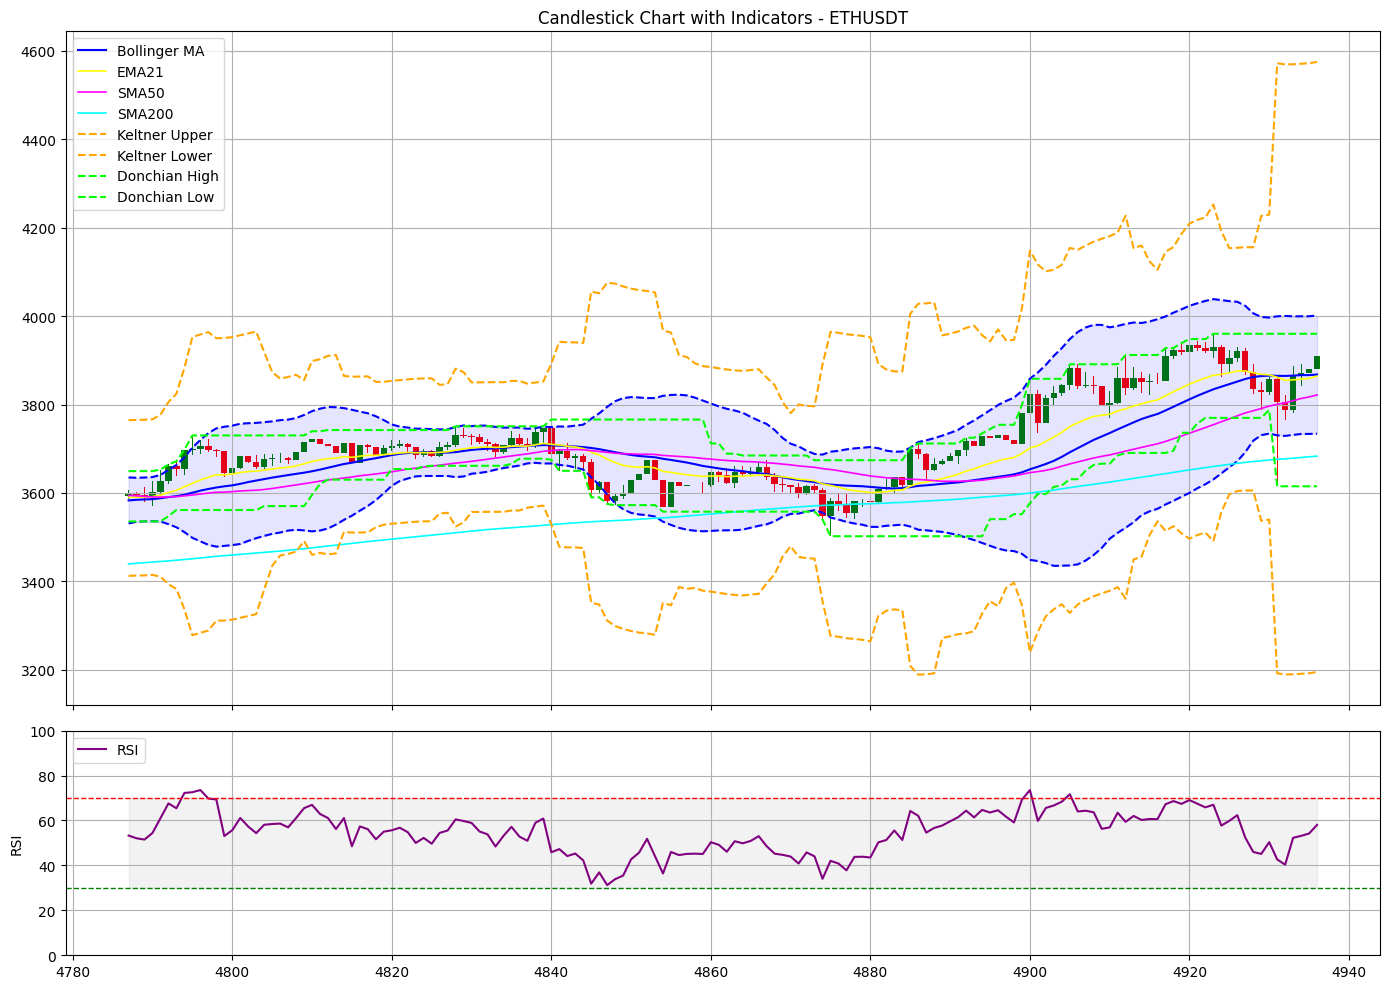 Candlestick Chart with Indicators - ETHUSDT
4600
4400
4200
4000
3800
3600
3400
3200
Bollinger MA
EMA21
SMA50
SMA200
Keltner Upper
Keltner Lower
Donchian High
Donchian Low
100
80
60
40
20
0
RSI
RSI
4780 4800 4820 4840 4860 4880 4900 4920 4940